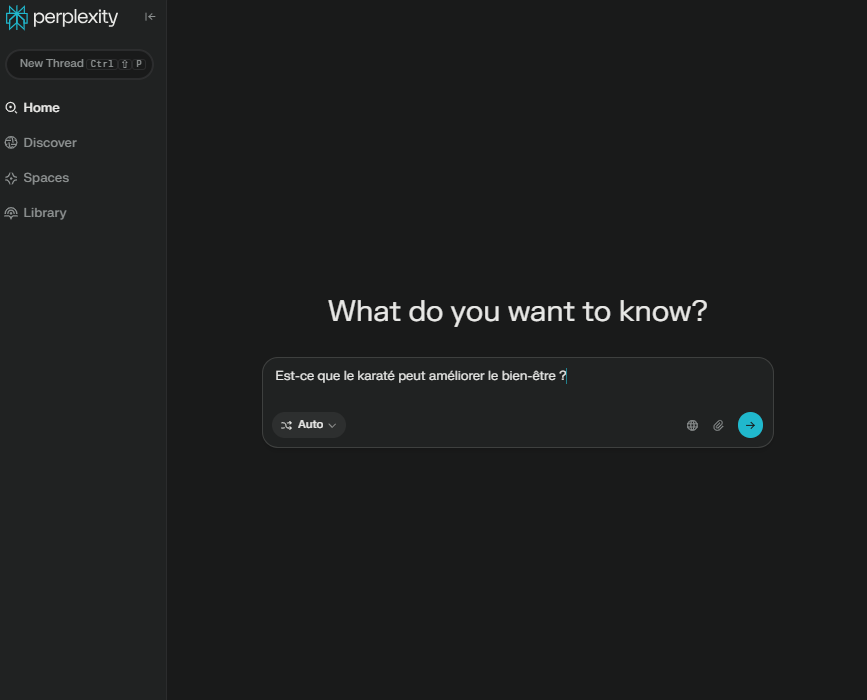 perplexity
New Thread Ctrl ⇧ P
Home
Discover
Spaces
Library
What do you want to know?
Est-ce que le karaté peut améliorer le bien-être ?
Auto